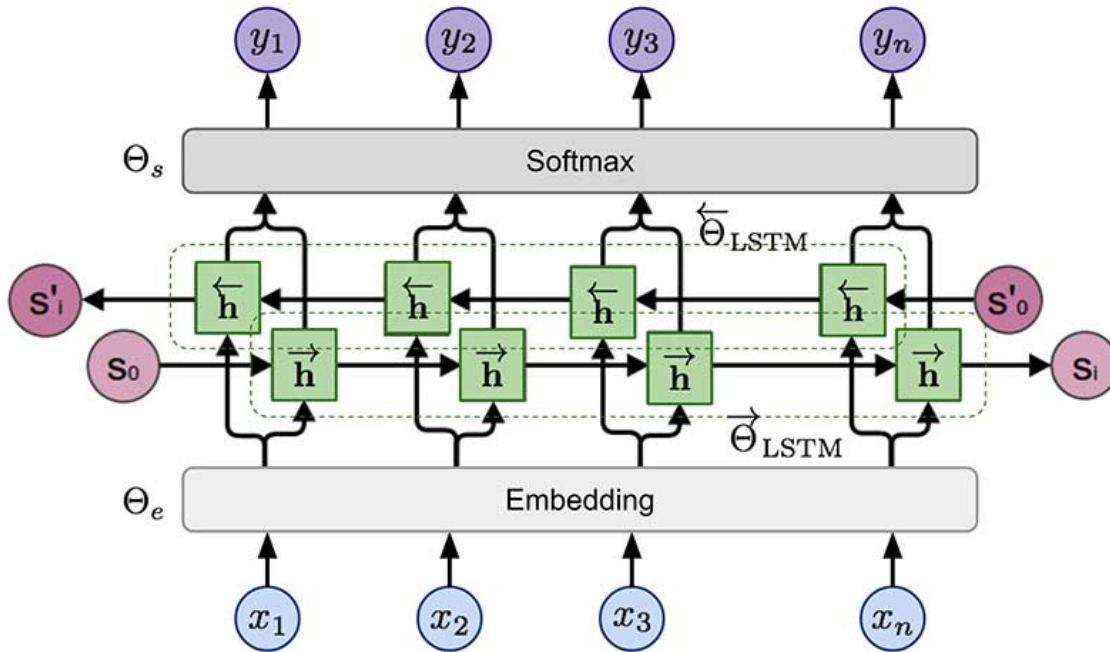 y₁ y₂ y₃ yₙ
Θₛ Softmax
←Θ LSTM
←h ←h ←h ←h
S'ᵢ S'₀
S₀ Sᵢ
→h →h →h →h
→Θ LSTM
Θₑ Embedding
x₁ x₂ x₃ xₙ